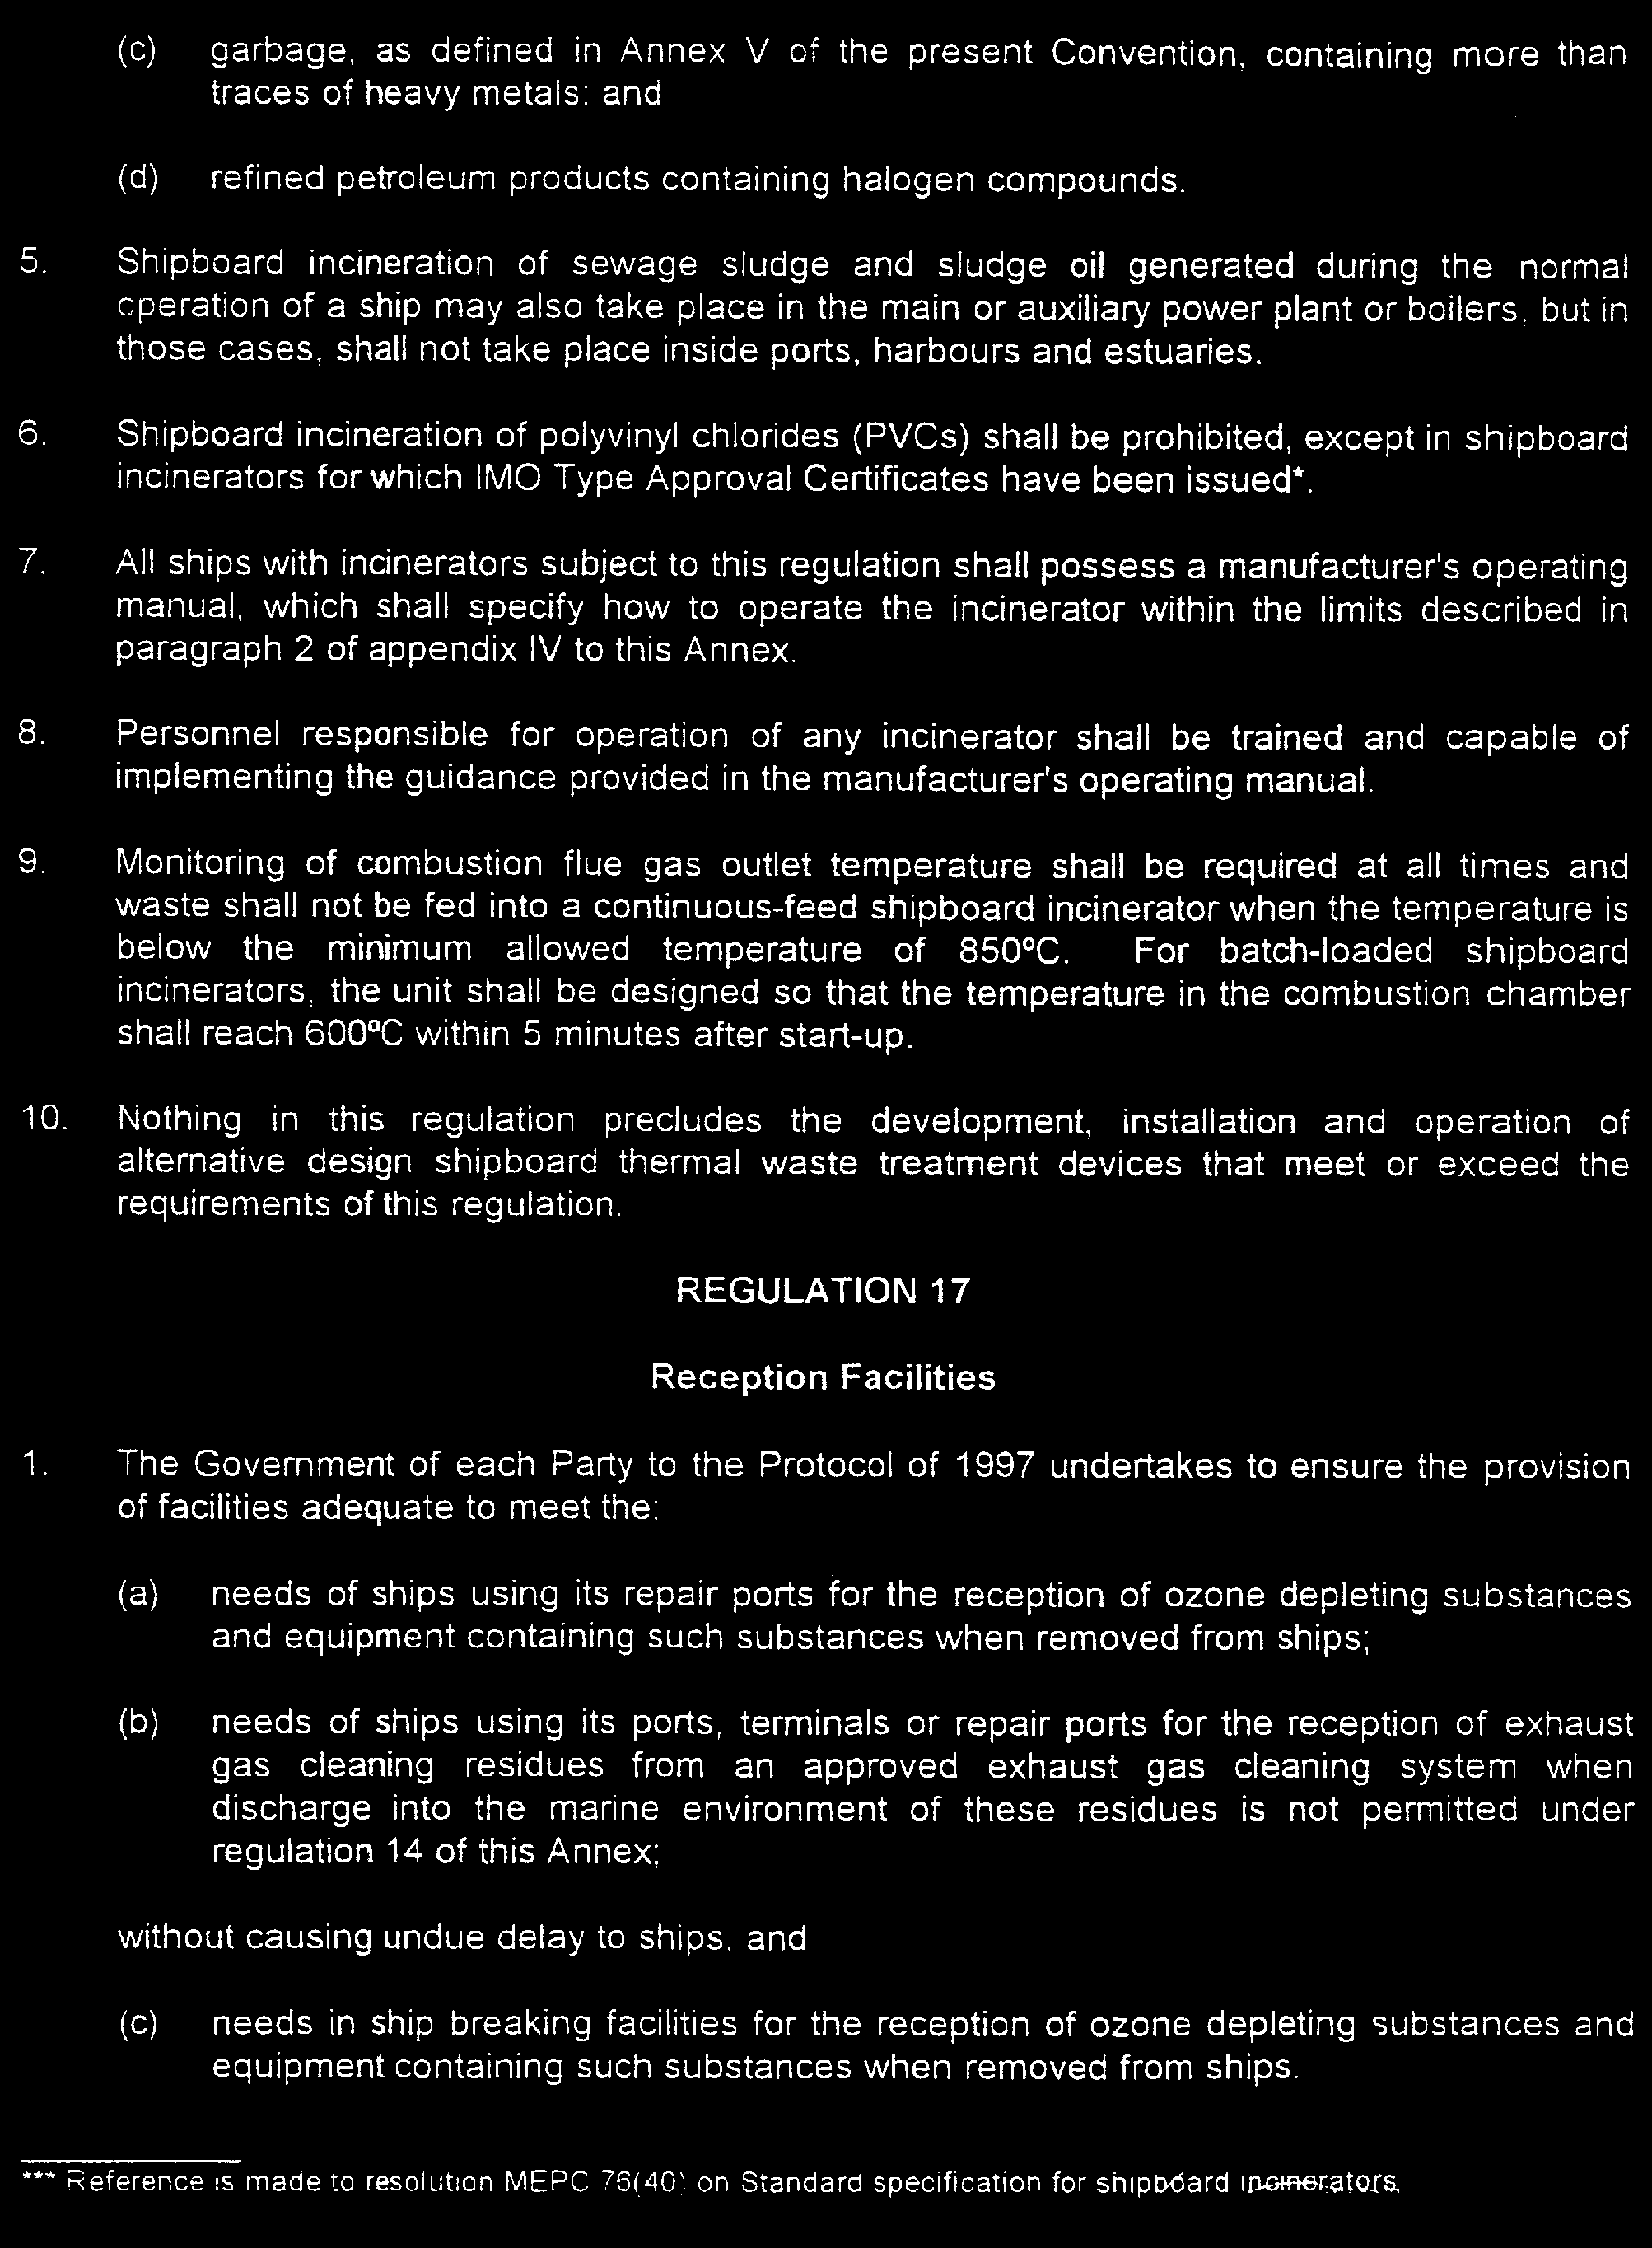 (c) garbage, as defined in Annex V of the present Convention, containing more than
traces of heavy metals; and
(d) refined petroleum products containing halogen compounds.
5. Shipboard incineration of sewage sludge and sludge oil generated during the normal
operation of a ship may also take place in the main or auxiliary power plant or boilers, but in
those cases, shall not take place inside ports, harbours and estuaries.
6. Shipboard incineration of polyvinyl chlorides (PVCs) shall be prohibited, except in shipboard
incinerators for which IMO Type Approval Certificates have been issued*.
7. All ships with incinerators subject to this regulation shall possess a manufacturer's operating
manual, which shall specify how to operate the incinerator within the limits described in
paragraph 2 of appendix IV to this Annex.
8. Personnel responsible for operation of any incinerator shall be trained and capable of
implementing the guidance provided in the manufacturer's operating manual.
9. Monitoring of combustion flue gas outlet temperature shall be required at all times and
waste shall not be fed into a continuous-feed shipboard incinerator when the temperature is
below the minimum allowed temperature of 850°C. For batch-loaded shipboard
incinerators, the unit shall be designed so that the temperature in the combustion chamber
shall reach 600°C within 5 minutes after start-up.
10. Nothing in this regulation precludes the development, installation and operation of
alternative design shipboard thermal waste treatment devices that meet or exceed the
requirements of this regulation.
REGULATION 17
Reception Facilities
1. The Government of each Party to the Protocol of 1997 undertakes to ensure the provision
of facilities adequate to meet the:
(a) needs of ships using its repair ports for the reception of ozone depleting substances
and equipment containing such substances when removed from ships;
(b) needs of ships using its ports, terminals or repair ports for the reception of exhaust
gas cleaning residues from an approved exhaust gas cleaning system when
discharge into the marine environment of these residues is not permitted under
regulation 14 of this Annex;
without causing undue delay to ships, and
(c) needs in ship breaking facilities for the reception of ozone depleting substances and
equipment containing such substances when removed from ships.
*** Reference is made to resolution MEPC 76(40) on Standard specification for shipboard incinerators.